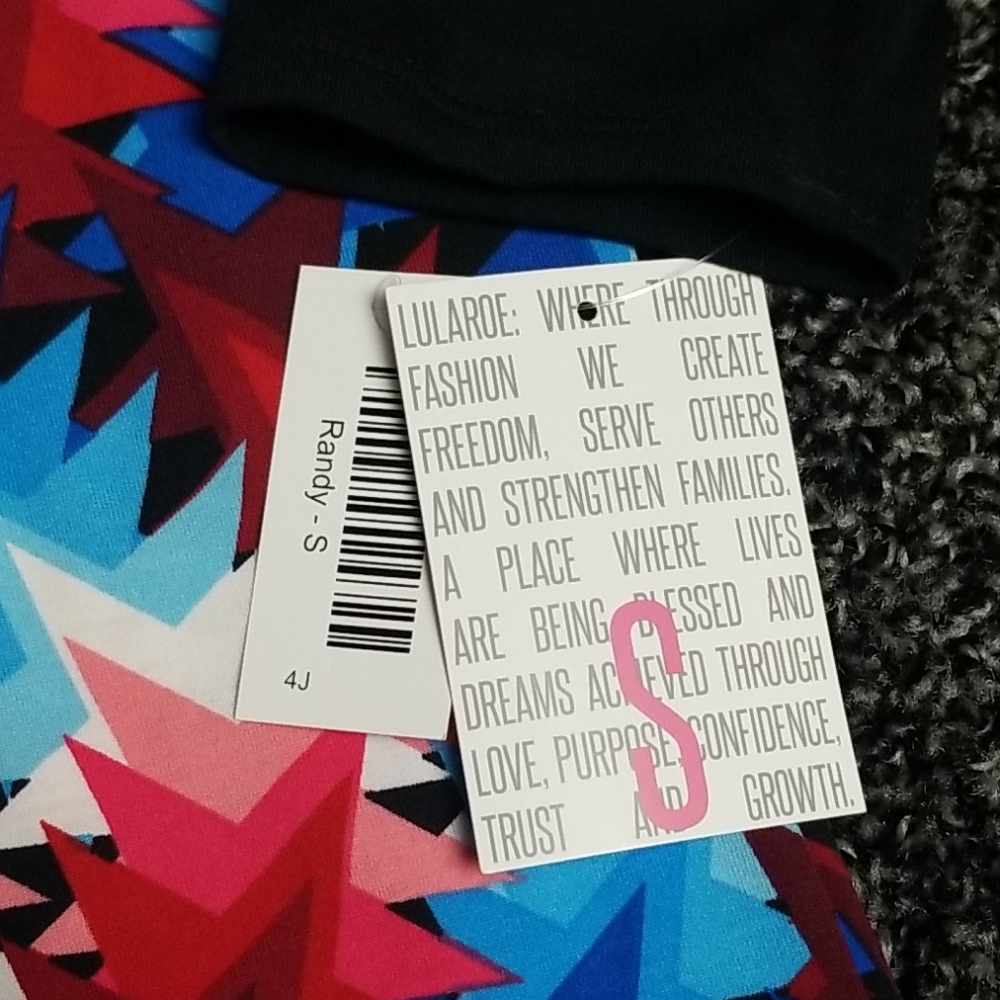 LULAROE: WHERE THROUGH
FASHION WE CREATE
FREEDOM, SERVE OTHERS
AND STRENGTHEN FAMILIES.
A PLACE WHERE LIVES
ARE BEING BLESSED AND
DREAMS ACHIEVED THROUGH
LOVE, PURPOSE, CONFIDENCE,
TRUST AND GROWTH.
S
Randy - S
4J